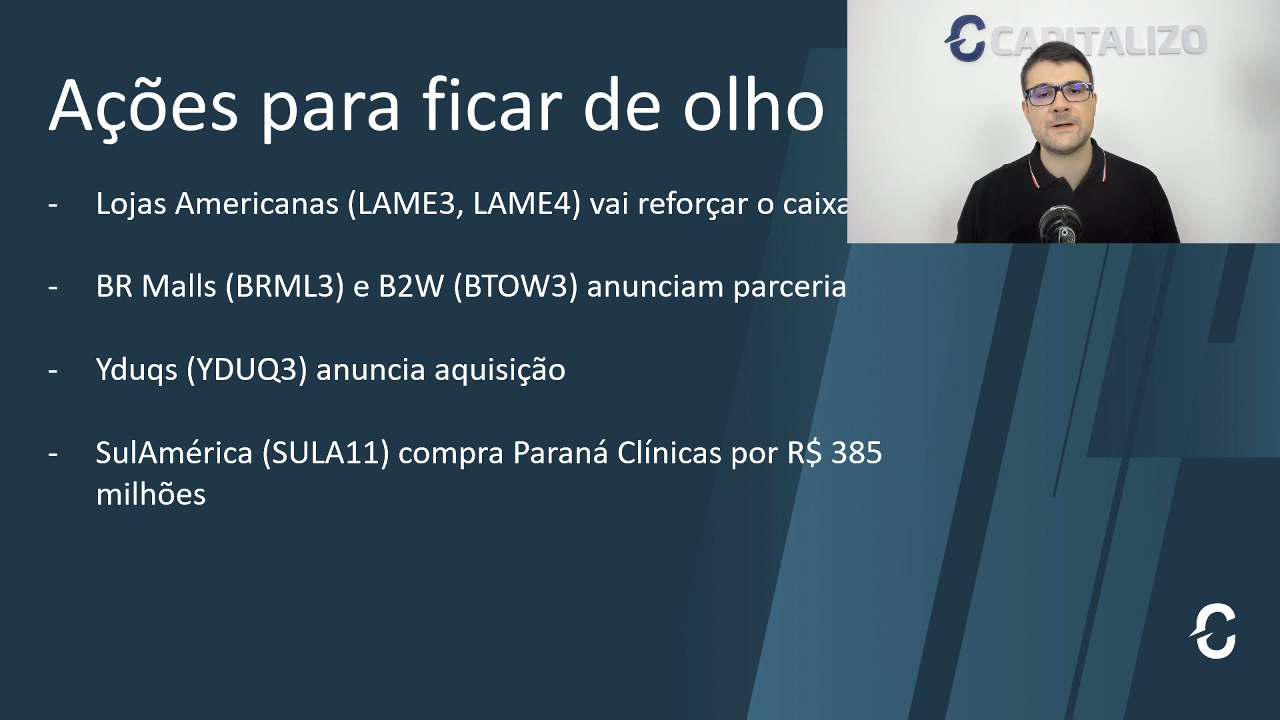 CAPITALIZO
Ações para ficar de olho
- Lojas Americanas (LAME3, LAME4) vai reforçar o caixa
- BR Malls (BRML3) e B2W (BTOW3) anunciam parceria
- Yduqs (YDUQ3) anuncia aquisição
- SulAmérica (SULA11) compra Paraná Clínicas por R$ 385
milhões